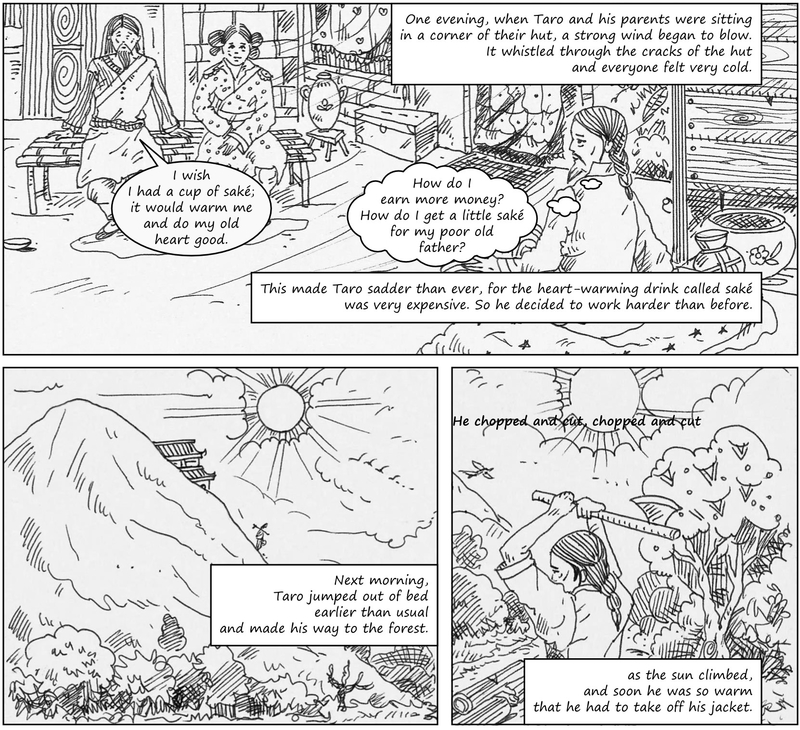 One evening, when Taro and his parents were sitting
in a corner of their hut, a strong wind began to blow.
It whistled through the cracks of the hut
and everyone felt very cold.
I wish
I had a cup of saké;
it would warm me
and do my old
heart good.
How do I
earn more money?
How do I get a little saké
for my poor old
father?
This made Taro sadder than ever, for the heart-warming drink called saké
was very expensive. So he decided to work harder than before.
Next morning,
Taro jumped out of bed
earlier than usual
and made his way to the forest.
He chopped and cut, chopped and cut
as the sun climbed,
and soon he was so warm
that he had to take off his jacket.